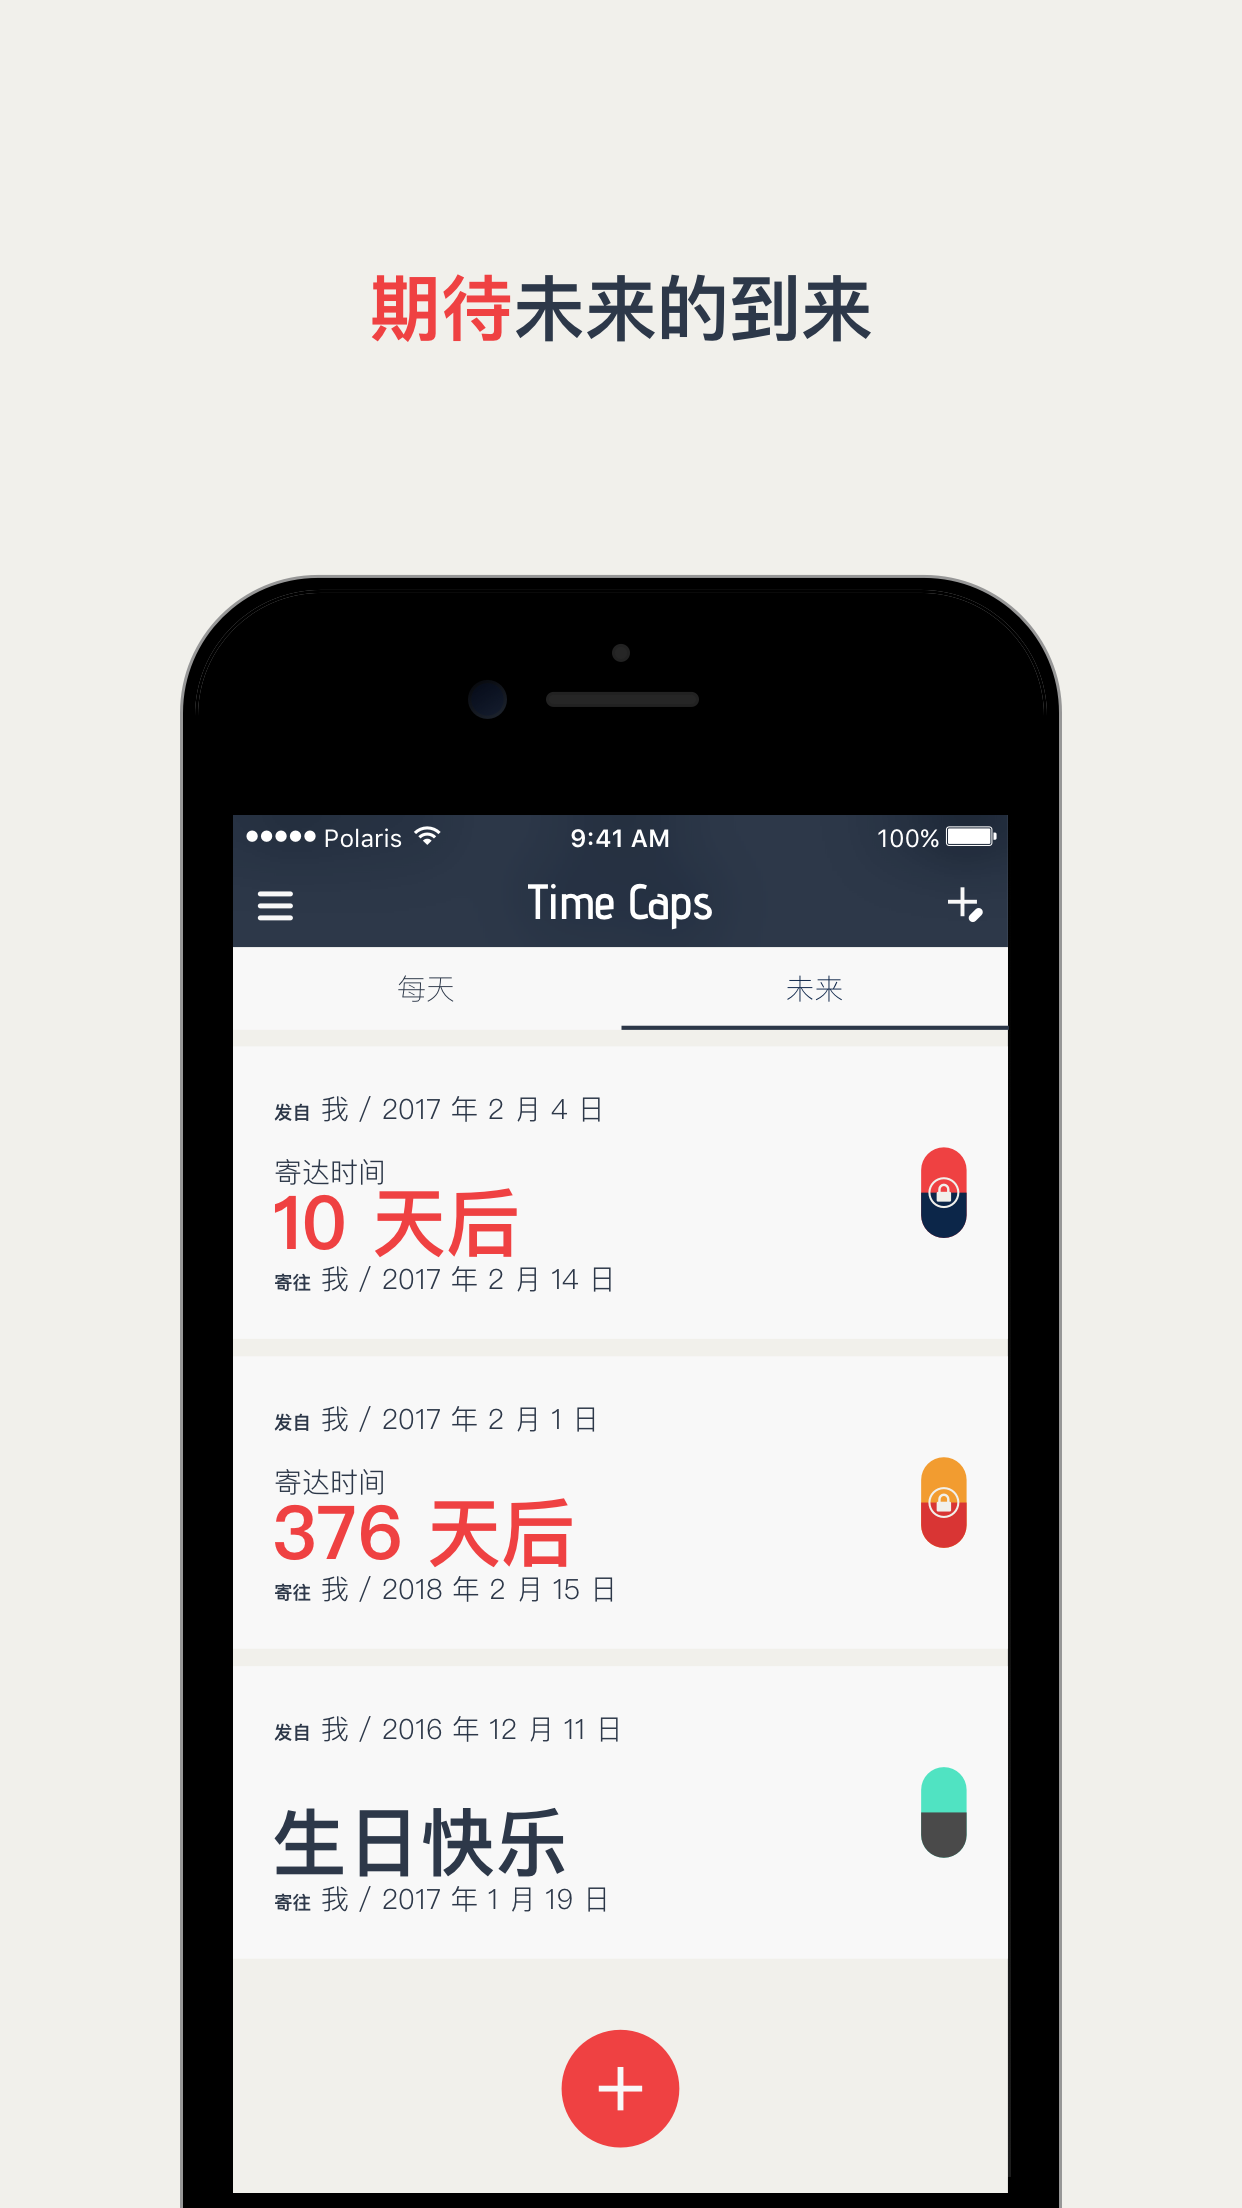 期待未来的到来
Polaris 9:41 AM 100%
Time Caps
每天 未来
发自 我 / 2017 年 2 月 4 日
寄达时间
10 天后
寄往 我 / 2017 年 2 月 14 日
发自 我 / 2017 年 2 月 1 日
寄达时间
376 天后
寄往 我 / 2018 年 2 月 15 日
发自 我 / 2016 年 12 月 11 日
生日快乐
寄往 我 / 2017 年 1 月 19 日